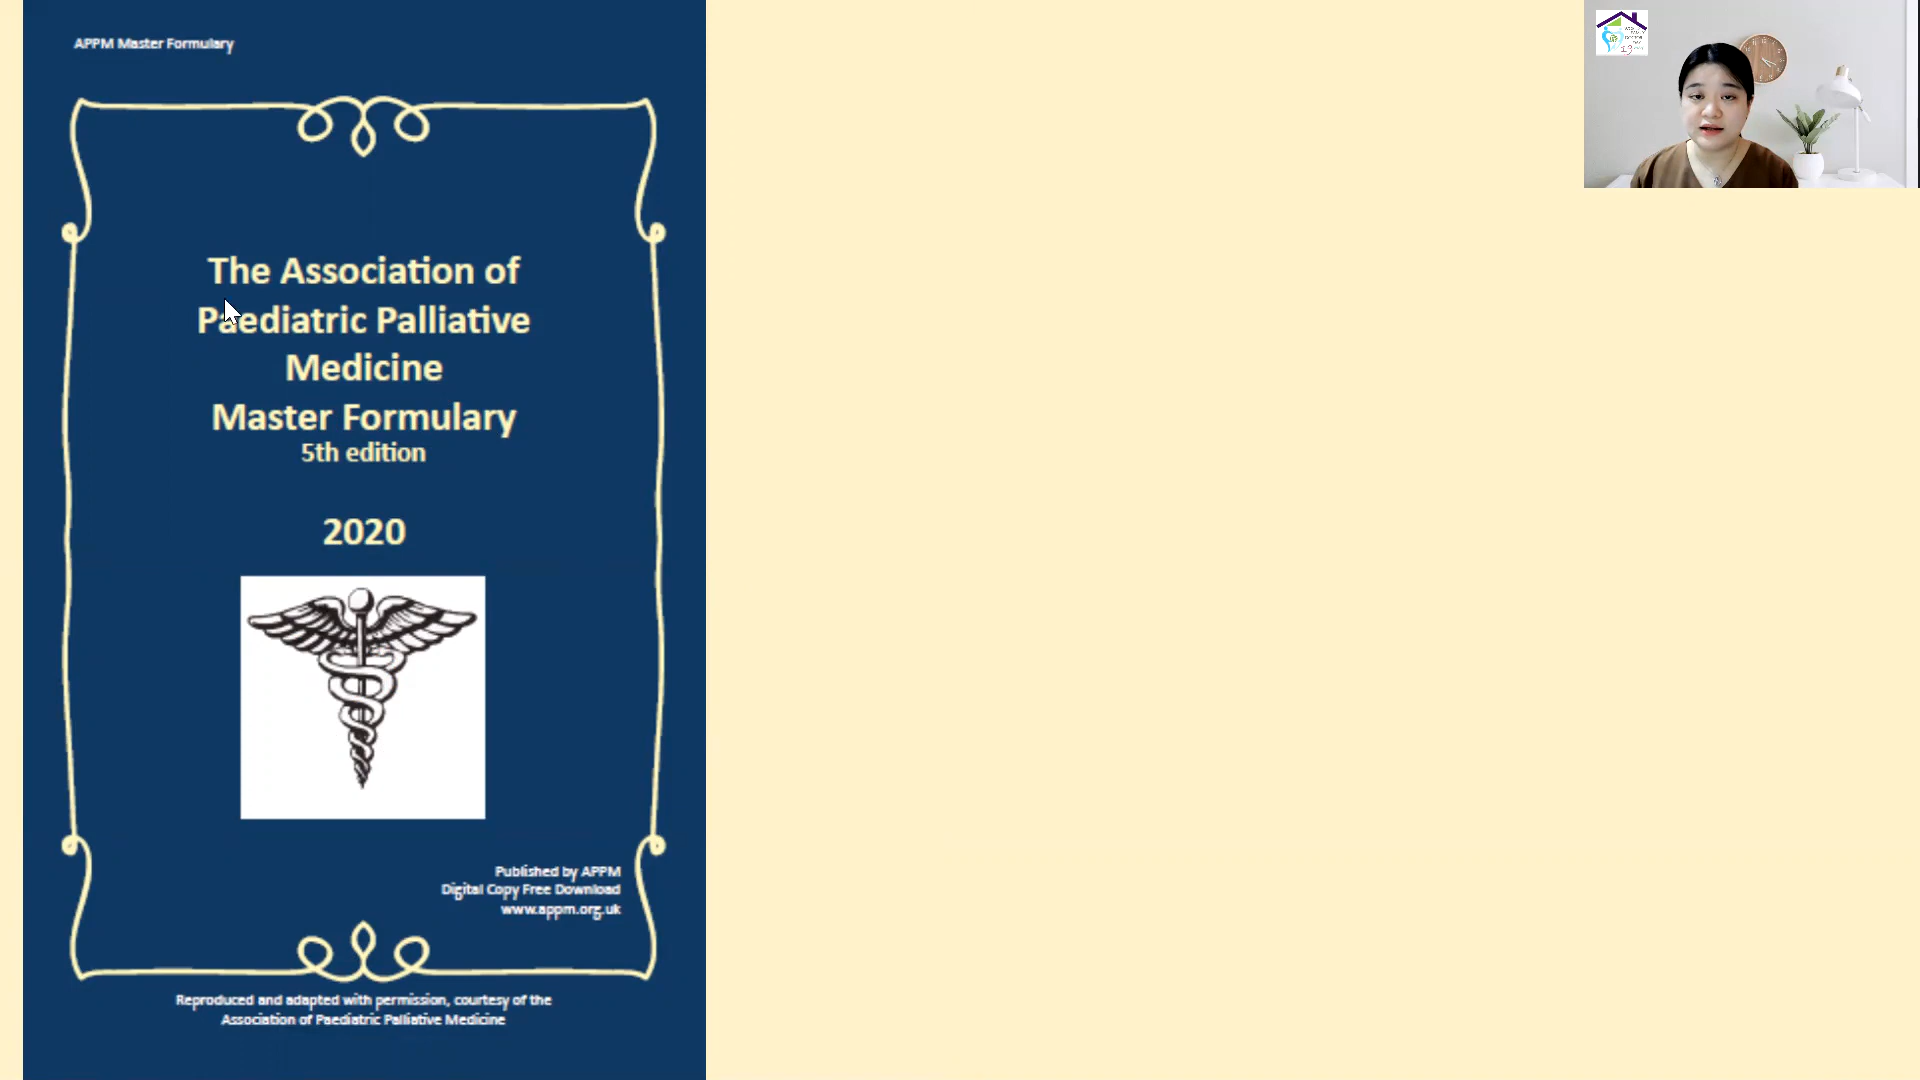 APPM Master Formulary
The Association of
Paediatric Palliative
Medicine
Master Formulary
5th edition
2020
Published by APPM
Digital Copy Free Download
www.appm.org.uk
Reproduced and adapted with permission, courtesy of the
Association of Paediatric Palliative Medicine
13